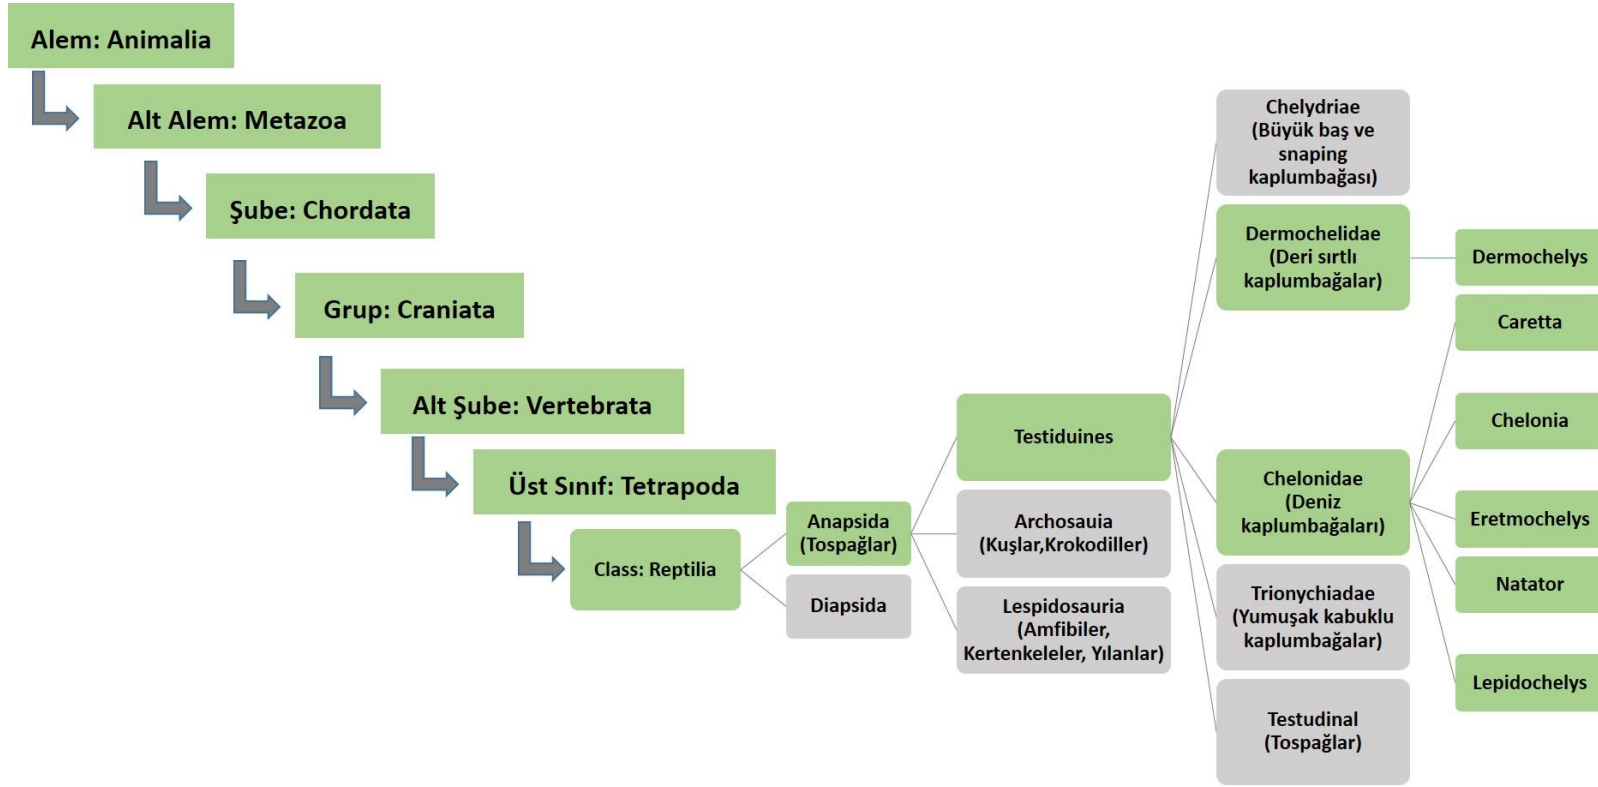 Alem: Animalia
Alt Alem: Metazoa
Şube: Chordata
Grup: Craniata
Alt Şube: Vertebrata
Üst Sınıf: Tetrapoda
Class: Reptilia
Anapsida
(Tospağlar)
Diapsida
Testiduines
Archosauia
(Kuşlar,Krokodiller)
Lespidosauria
(Amfibiler,
Kertenkeleler, Yılanlar)
Chelydriae
(Büyük baş ve
snaping
kaplumbağası)
Dermochelidae
(Deri sırtlı
kaplumbağalar)
Chelonidae
(Deniz
kaplumbağaları)
Trionychiadae
(Yumuşak kabuklu
kaplumbağalar)
Testudinal
(Tospağlar)
Dermochelys
Caretta
Chelonia
Eretmochelys
Natator
Lepidochelys